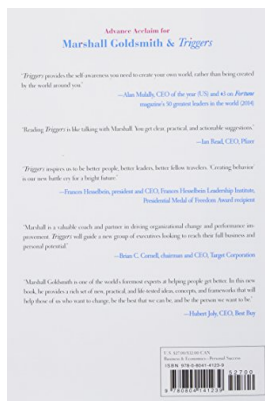 Advance Acclaim for
Marshall Goldsmith & Triggers
"Triggers provides the self-awareness you need to create your own world, rather than being created
by the world around you."
—Alan Mulally, CEO of the year (US) and #3 on Fortune
magazine's 50 greatest leaders in the world (2014)
"Reading Triggers is like talking with Marshall. You get clear, practical, and actionable suggestions."
—Ian Read, CEO, Pfizer
"Triggers inspires us to be better people, better leaders, better fellow travelers. 'Creating behavior'
is our new battle cry for a bright future."
—Frances Hesselbein, president and CEO, Frances Hesselbein Leadership Institute,
Presidential Medal of Freedom Award recipient
"Marshall is a valuable coach and partner in driving organizational change and performance im-
provement. Triggers will guide a new group of executives looking to reach their full business and
personal potential."
—Brian C. Cornell, chairman and CEO, Target Corporation
"Marshall Goldsmith is one of the world's foremost experts at helping people get better. In this new
book, he provides a rich set of new, practical, and life-tested ideas, concepts, and frameworks that will
help those of us who want to change, be the best that we can be, and be the person we want to be."
—Hubert Joly, CEO, Best Buy
Business & Economics—Personal Success
ISBN 978-0-8041-4123-9
52700
9 780804 141239